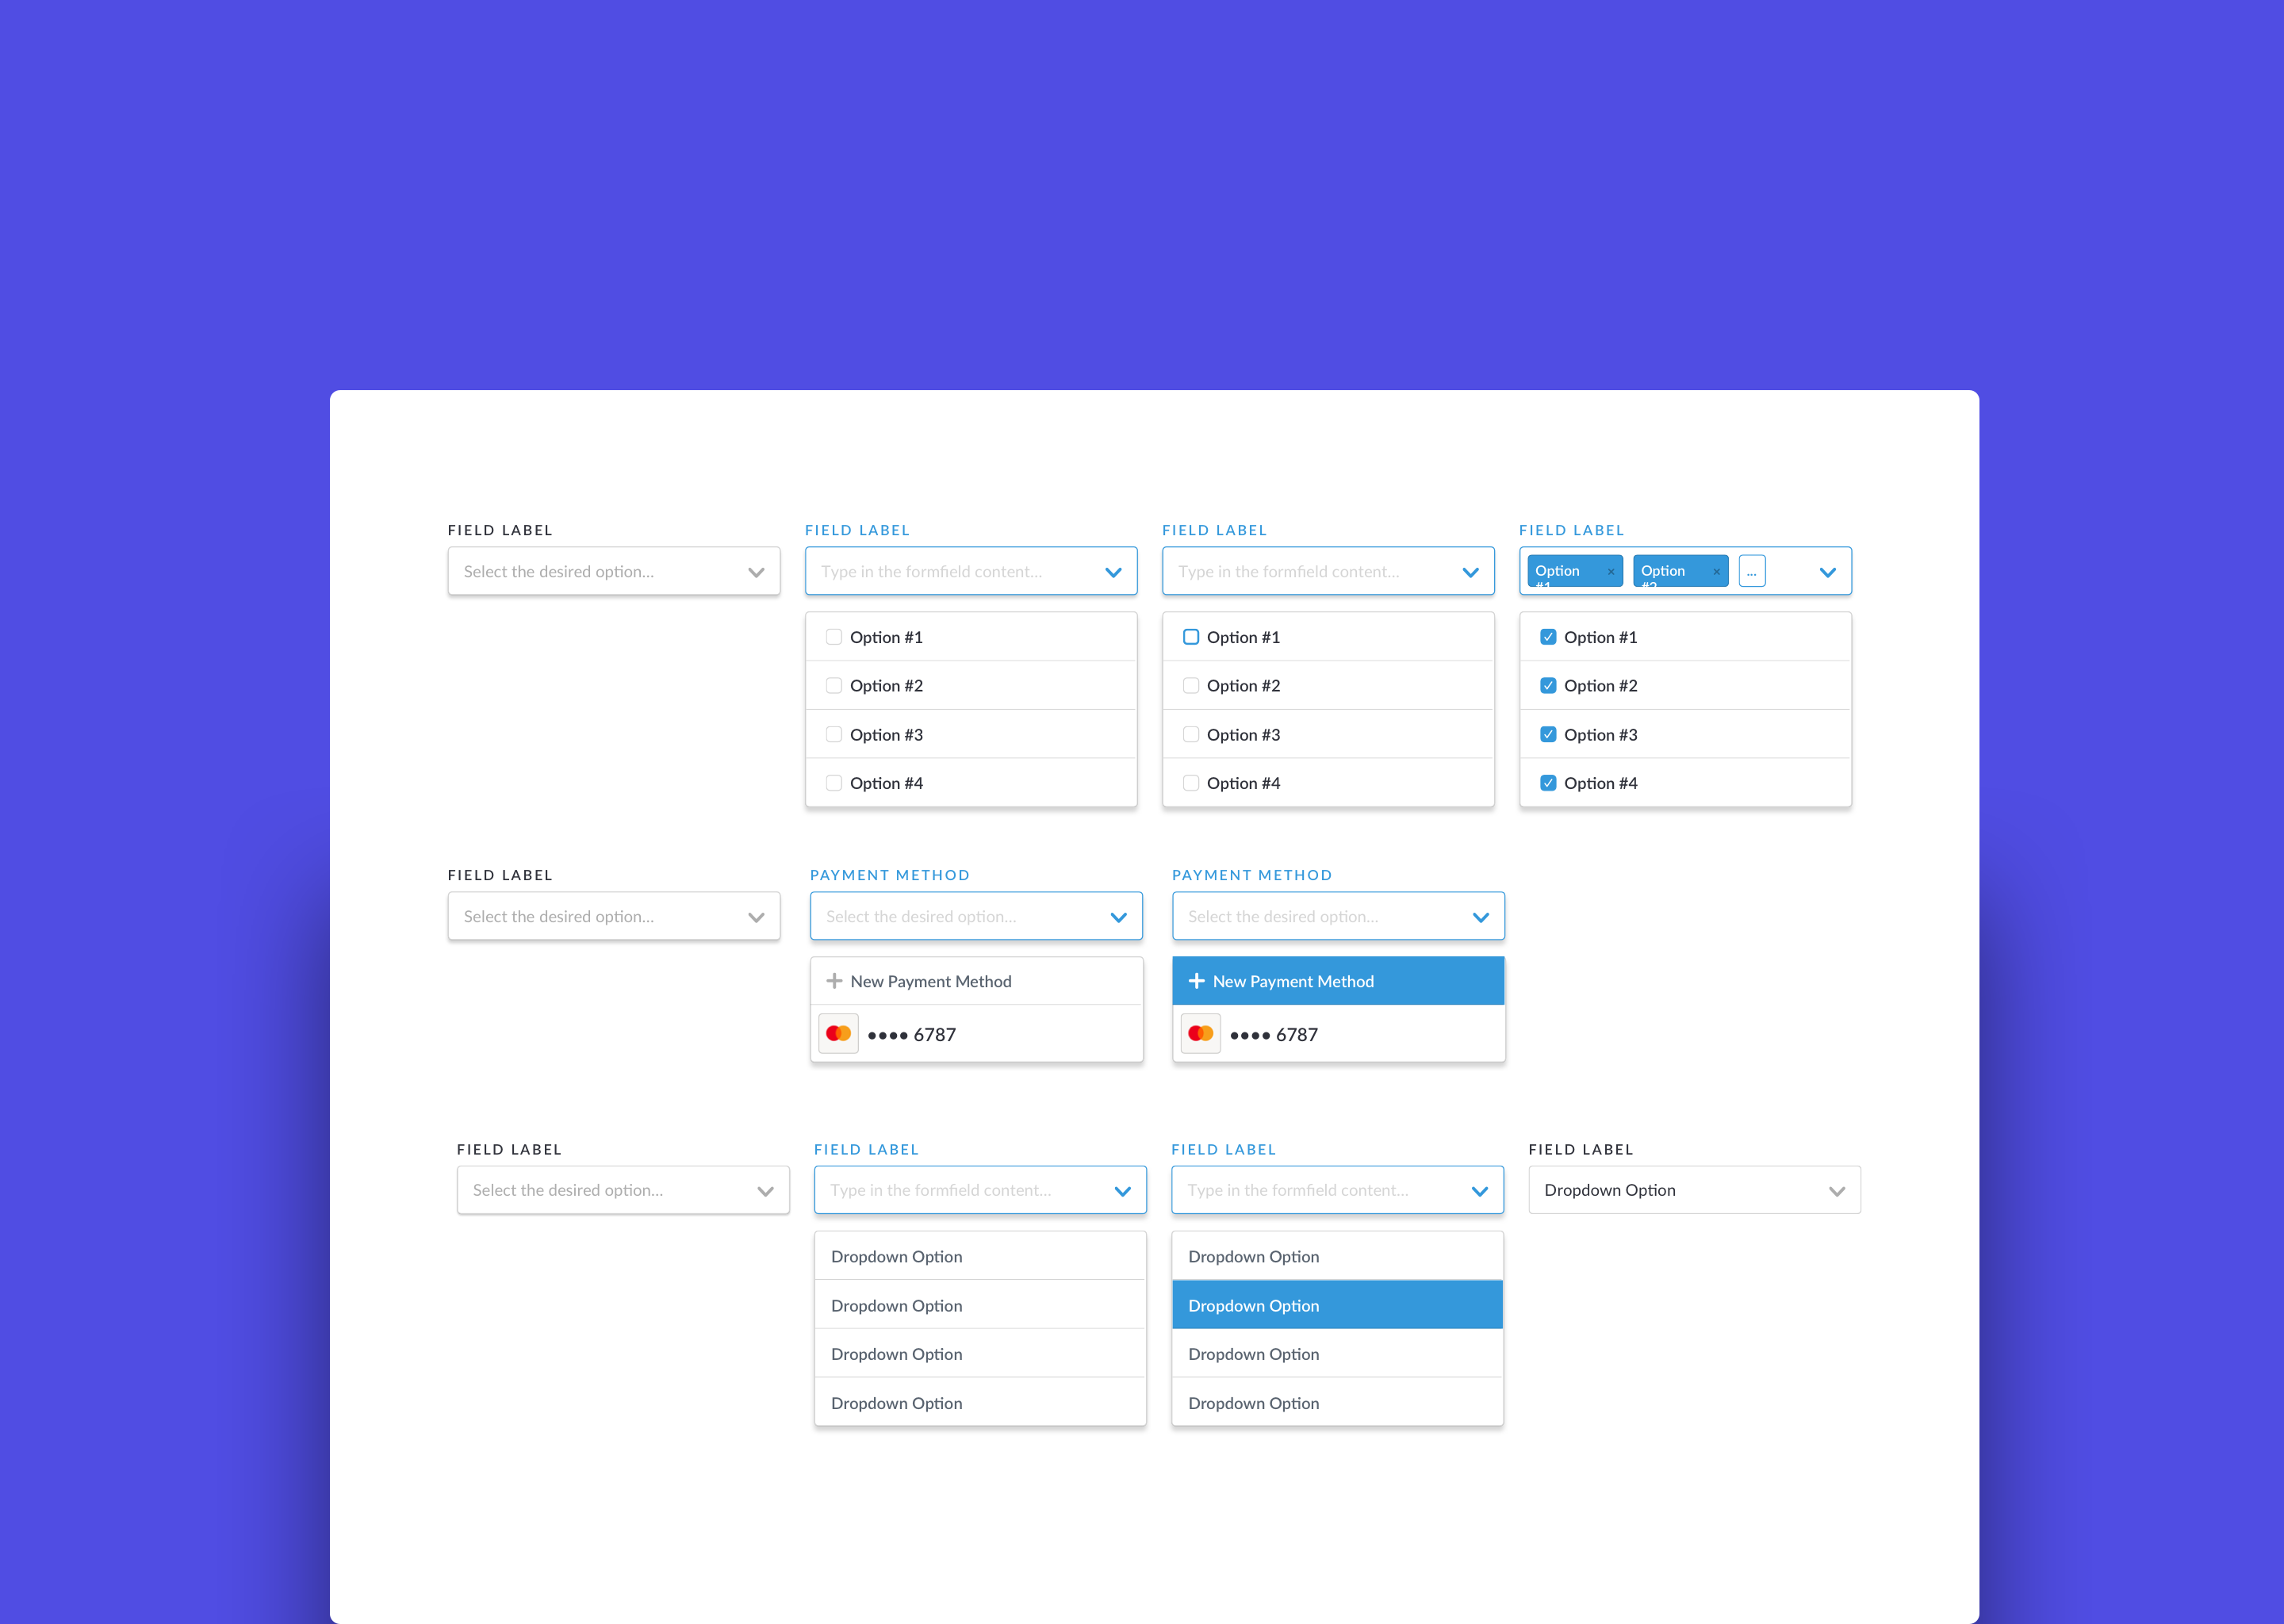 FIELD LABEL
Select the desired option...
FIELD LABEL
Type in the formfield content...
Option #1
Option #2
Option #3
Option #4
FIELD LABEL
Type in the formfield content...
Option #1
Option #2
Option #3
Option #4
FIELD LABEL
Option × Option × ...
Option #1
Option #2
Option #3
Option #4
FIELD LABEL
Select the desired option...
PAYMENT METHOD
Select the desired option...
+ New Payment Method
•••• 6787
PAYMENT METHOD
Select the desired option...
+ New Payment Method
•••• 6787
FIELD LABEL
Select the desired option...
FIELD LABEL
Type in the formfield content...
Dropdown Option
Dropdown Option
Dropdown Option
Dropdown Option
FIELD LABEL
Type in the formfield content...
Dropdown Option
Dropdown Option
Dropdown Option
Dropdown Option
FIELD LABEL
Dropdown Option